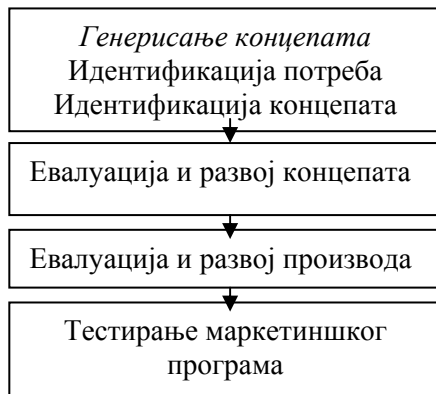 Генерисање концепата
Идентификација потреба
Идентификација концепата
Евалуација и развој концепата
Евалуација и развој производа
Тестирање маркетиншког
програма